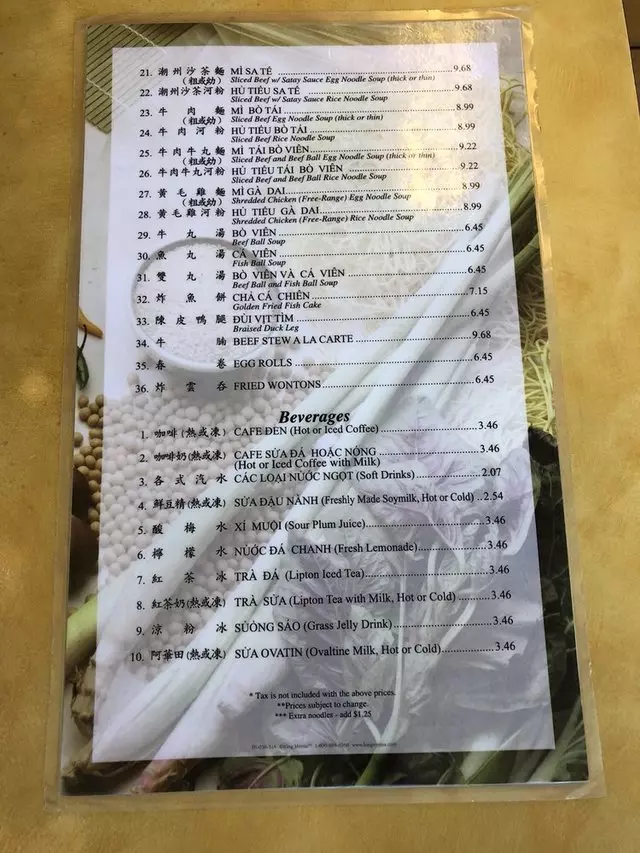 21. 潮州沙茶麵 MÌ SA TẾ ........ 9.68
(粗或幼) Sliced Beef w/ Satay Sauce Egg Noodle Soup (thick or thin)
22. 潮州沙茶河粉 HỦ TIẾU SA TẾ ........ 9.68
Sliced Beef w/ Satay Sauce Rice Noodle Soup
23. 牛肉麵 MÌ BÒ TÁI ........ 8.99
(粗或幼) Sliced Beef Egg Noodle Soup (thick or thin)
24. 牛肉河粉 HỦ TIẾU BÒ TÁI ........ 8.99
Sliced Beef Rice Noodle Soup
25. 牛肉牛丸麵 MÌ TÁI BÒ VIÊN ........ 9.22
(粗或幼) Sliced Beef and Beef Ball Egg Noodle Soup (thick or thin)
26. 牛肉牛丸河粉 HỦ TIẾU TÁI BÒ VIÊN ........ 9.22
Sliced Beef and Beef Ball Rice Noodle Soup
27. 黃毛雞麵 MÌ GÀ DAI ........ 8.99
(粗或幼) Shredded Chicken (Free-Range) Egg Noodle Soup
28. 黃毛雞河粉 HỦ TIẾU GÀ DAI ........ 8.99
Shredded Chicken (Free-Range) Rice Noodle Soup
29. 牛丸湯 BÒ VIÊN ........ 6.45
Beef Ball Soup
30. 魚丸湯 CÁ VIÊN ........ 6.45
Fish Ball Soup
31. 雙丸湯 BÒ VIÊN VÀ CÁ VIÊN ........ 6.45
Beef Ball and Fish Ball Soup
32. 炸魚餅 CHẢ CÁ CHIÊN ........ 7.15
Golden Fried Fish Cake
33. 陳皮鴨腿 ĐÙI VỊT TÌM ........ 6.45
Braised Duck Leg
34. 牛腩 BEEF STEW A LA CARTE ........ 9.68
35. 春卷 EGG ROLLS ........ 6.45
36. 炸雲吞 FRIED WONTONS ........ 6.45
Beverages
1. 咖啡(熱或凍) CAFE ĐEN (Hot or Iced Coffee) ........ 3.46
2. 咖啡奶(熱或凍) CAFE SỮA ĐÁ HOẶC NÓNG ........ 3.46
(Hot or Iced Coffee with Milk)
3. 各式汽水 CÁC LOẠI NƯỚC NGỌT (Soft Drinks) ........ 2.07
4. 鮮豆精(熱或凍) SỮA ĐẬU NÀNH (Freshly Made Soymilk, Hot or Cold) .. 2.54
5. 酸梅水 XÍ MUỘI (Sour Plum Juice) ........ 3.46
6. 檸檬水 NƯỚC ĐÁ CHANH (Fresh Lemonade) ........ 3.46
7. 紅茶冰 TRÀ ĐÁ (Lipton Iced Tea) ........ 3.46
8. 紅茶奶(熱或凍) TRÀ SỮA (Lipton Tea with Milk, Hot or Cold) ........ 3.46
9. 涼粉冰 SƯƠNG SÁO (Grass Jelly Drink) ........ 3.46
10. 阿華田(熱或凍) SỮA OVATIN (Ovaltine Milk, Hot or Cold) ........ 3.46
* Tax is not included with the above prices.
**Prices subject to change.
*** Extra noodles - add $1.25